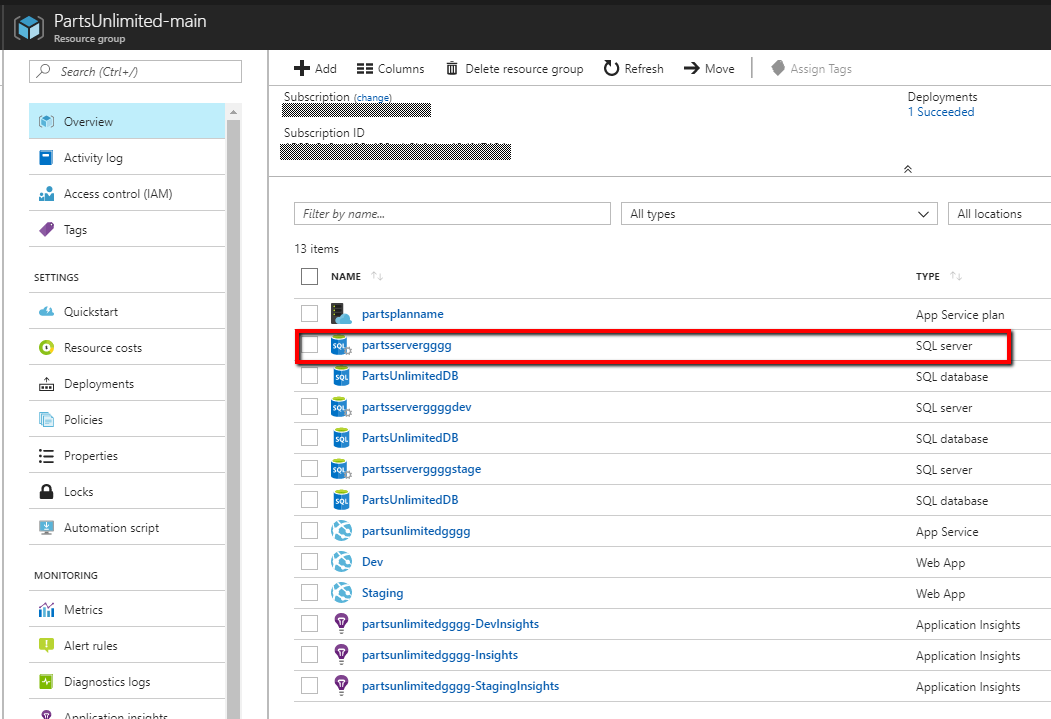 PartsUnlimited-main
Resource group
Search (Ctrl+/)
Overview
Activity log
Access control (IAM)
Tags
SETTINGS
Quickstart
Resource costs
Deployments
Policies
Properties
Locks
Automation script
MONITORING
Metrics
Alert rules
Diagnostics logs
Application insights
Add Columns Delete resource group Refresh Move Assign Tags
Subscription (change)
Subscription ID
Deployments
1 Succeeded
Filter by name... All types All locations
13 items
NAME TYPE
partsplanname App Service plan
partsservergggg SQL server
PartsUnlimitedDB SQL database
partsserverggggdev SQL server
PartsUnlimitedDB SQL database
partsserverggggstage SQL server
PartsUnlimitedDB SQL database
partsunlimitedgggg App Service
Dev Web App
Staging Web App
partsunlimitedgggg-DevInsights Application Insights
partsunlimitedgggg-Insights Application Insights
partsunlimitedgggg-StagingInsights Application Insights